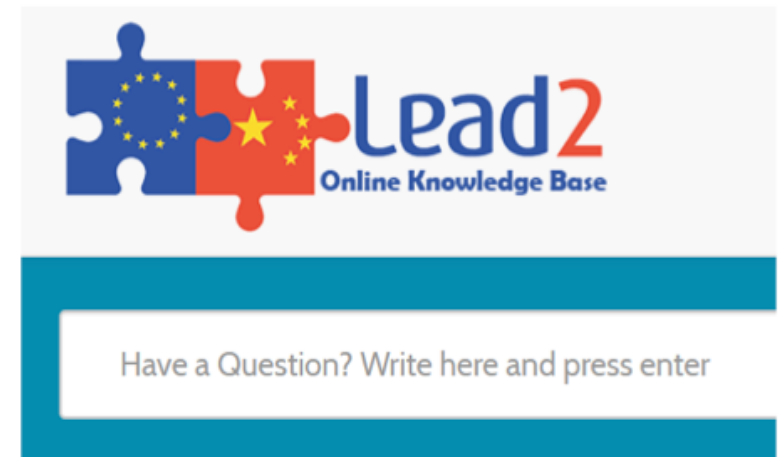 Lead2
Online Knowledge Base
Have a Question? Write here and press enter